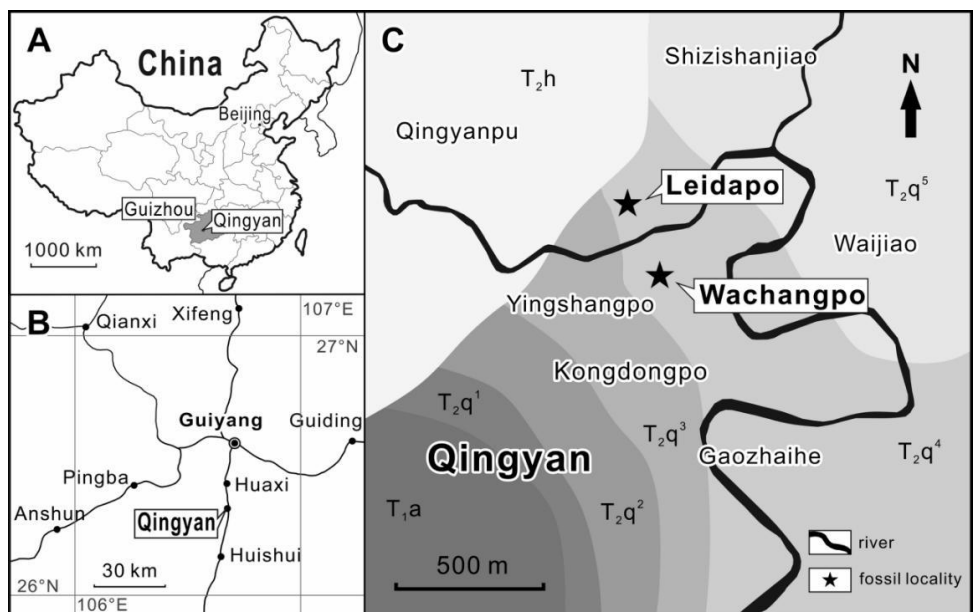 A
China
Beijing
Guizhou
Qingyan
1000 km
B
Xifeng
107°E
27°N
Qianxi
Guiyang
Guiding
Pingba
Huaxi
Anshun
Qingyan
Huishui
30 km
26°N
106°E
C
Shizishanjiao
N
T₂h
Qingyanpu
Leidapo
T₂q⁵
Waijiao
Wachangpo
Yingshangpo
Kongdongpo
T₂q¹
T₂q³
Gaozhaihe
T₂q⁴
Qingyan
T₁a
T₂q²
500 m
river
fossil locality